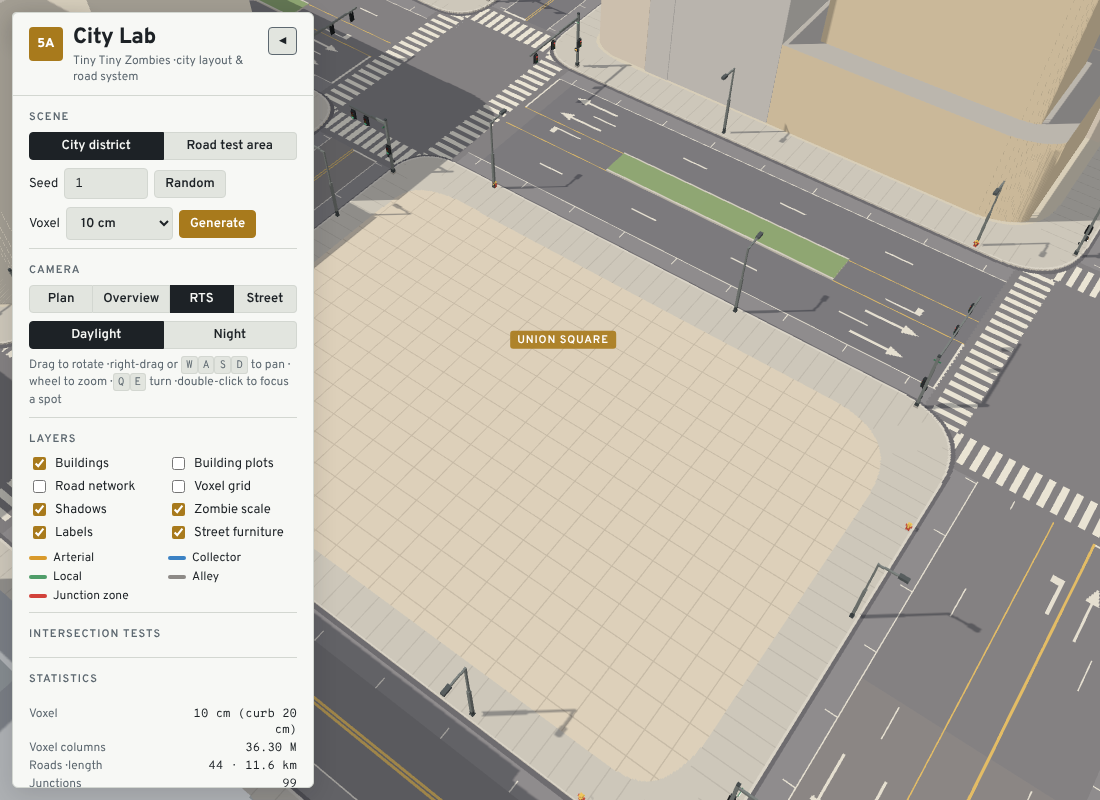 5A
City Lab
◄
Tiny Tiny Zombies ·city layout &
road system
SCENE
City district
Road test area
Seed
1
Random
Voxel
10 cm
Generate
CAMERA
Plan
Overview
RTS
Street
Daylight
Night
Drag to rotate ·right-drag or W A S D to pan ·
wheel to zoom · Q E turn ·double-click to focus
a spot
LAYERS
Buildings
Building plots
Road network
Voxel grid
Shadows
Zombie scale
Labels
Street furniture
Arterial
Collector
Local
Alley
Junction zone
INTERSECTION TESTS
STATISTICS
Voxel 10 cm (curb 20
cm)
Voxel columns 36.30 M
Roads ·length 44 · 11.6 km
Junctions 99
UNION SQUARE